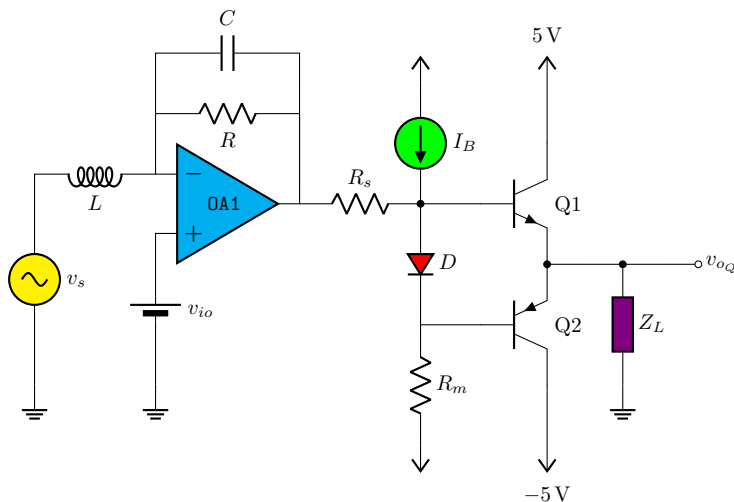 C
5 V
R
I_B
L
−
OA1
+
R_s
Q1
v_s
v_{io}
D
v_{o_Q}
Q2
Z_L
R_m
−5 V